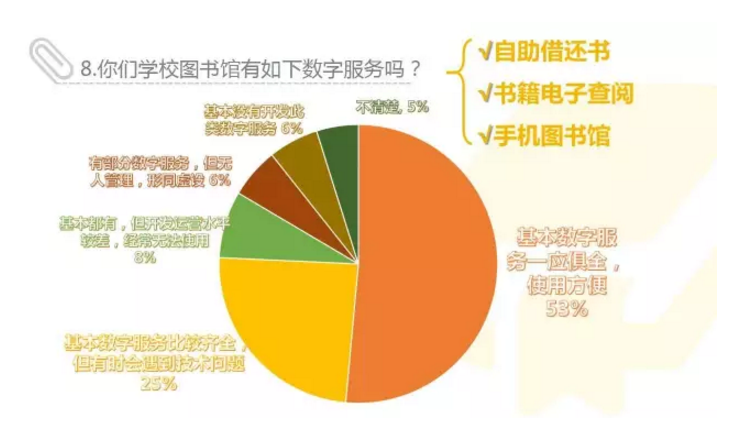 8.你们学校图书馆有如下数字服务吗？
√自助借还书
√书籍电子查阅
√手机图书馆
不清楚, 5%
基本没有开发此
类数字服务 6%
有部分数字服务，但无
人管理，形同虚设 6%
基本都有，但开发运营水平
较差，经常无法使用
8%
基本数字服务比较齐全，
但有时会遇到技术问题
25%
基本数字服
务一应俱全，
使用方便
53%